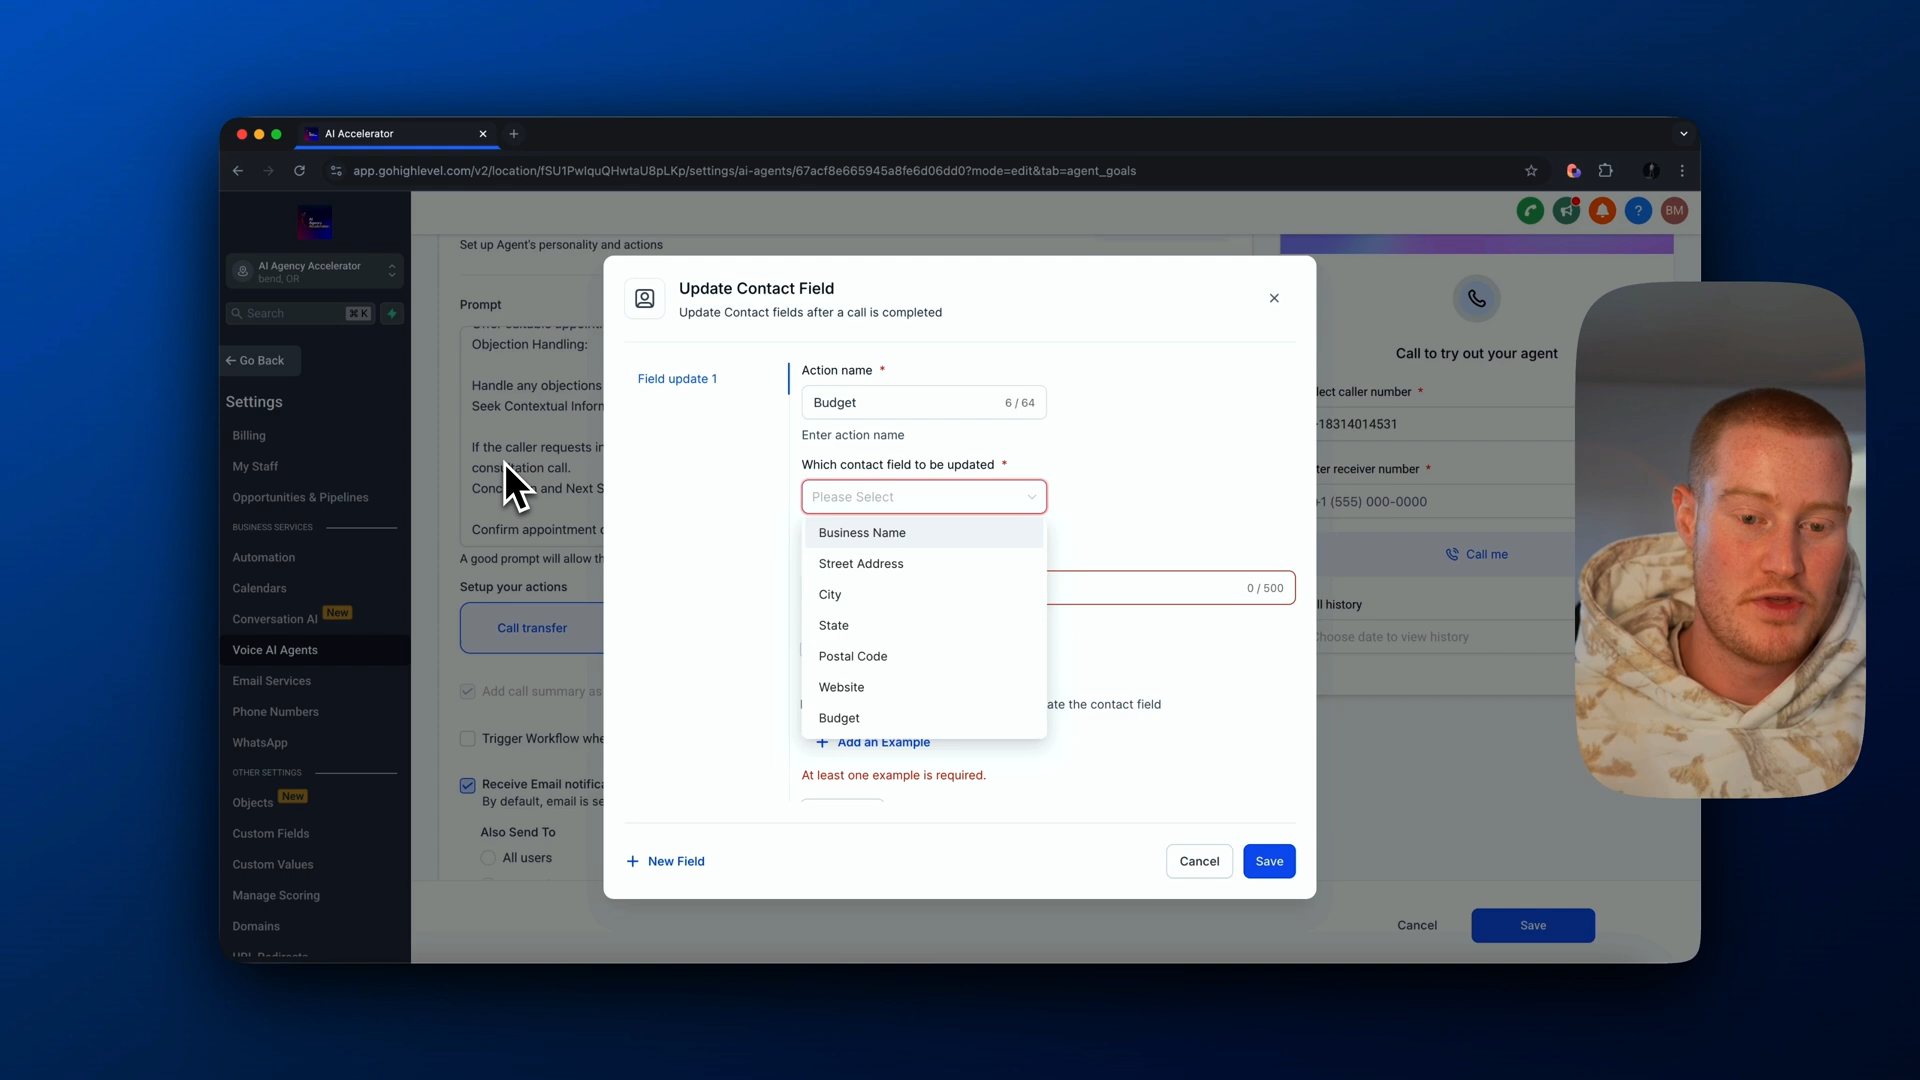 AI Accelerator
app.gohighlevel.com/v2/location/fSU1PwIquQHwtaU8pLKp/settings/ai-agents/67acf8e665945a8fe6d06dd0?mode=edit&tab=agent_goals
AI Agency Accelerator
bend, OR
Search
⌘ K
Go Back
Settings
Billing
My Staff
Opportunities & Pipelines
BUSINESS SERVICES
Automation
Calendars
Conversation AI New
Voice AI Agents
Email Services
Phone Numbers
WhatsApp
OTHER SETTINGS
Objects New
Custom Fields
Custom Values
Manage Scoring
Domains
URL Redirects
BM
Set up Agent's personality and actions
Prompt
Objection Handling:
Handle any objections
Seek Contextual Inform
If the caller requests in
consultation call.
and Next S
Confirm appointment
A good prompt will allow th
Setup your actions
Call transfer
Add call summary as
Trigger Workflow whe
Receive Email notifica
By default, email is se
Also Send To
All users
Update Contact Field
Update Contact fields after a call is completed
Field update 1
Action name *
Budget
6 / 64
Enter action name
Which contact field to be updated *
Please Select
Business Name
Street Address
City
State
Postal Code
Website
Budget
0 / 500
ate the contact field
Add an Example
At least one example is required.
New Field
Cancel
Save
Call to try out your agent
lect caller number *
18314014531
ter receiver number *
+1 (555) 000-0000
Call me
ll history
hoose date to view history
Cancel
Save